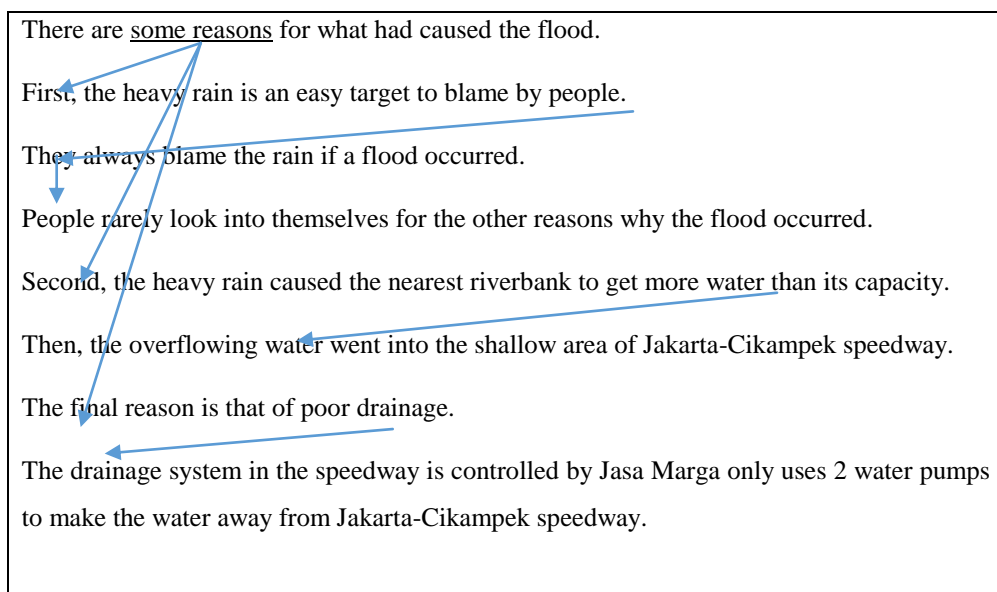 There are some reasons for what had caused the flood.
First, the heavy rain is an easy target to blame by people.
They always blame the rain if a flood occurred.
People rarely look into themselves for the other reasons why the flood occurred.
Second, the heavy rain caused the nearest riverbank to get more water than its capacity.
Then, the overflowing water went into the shallow area of Jakarta-Cikampek speedway.
The final reason is that of poor drainage.
The drainage system in the speedway is controlled by Jasa Marga only uses 2 water pumps
to make the water away from Jakarta-Cikampek speedway.